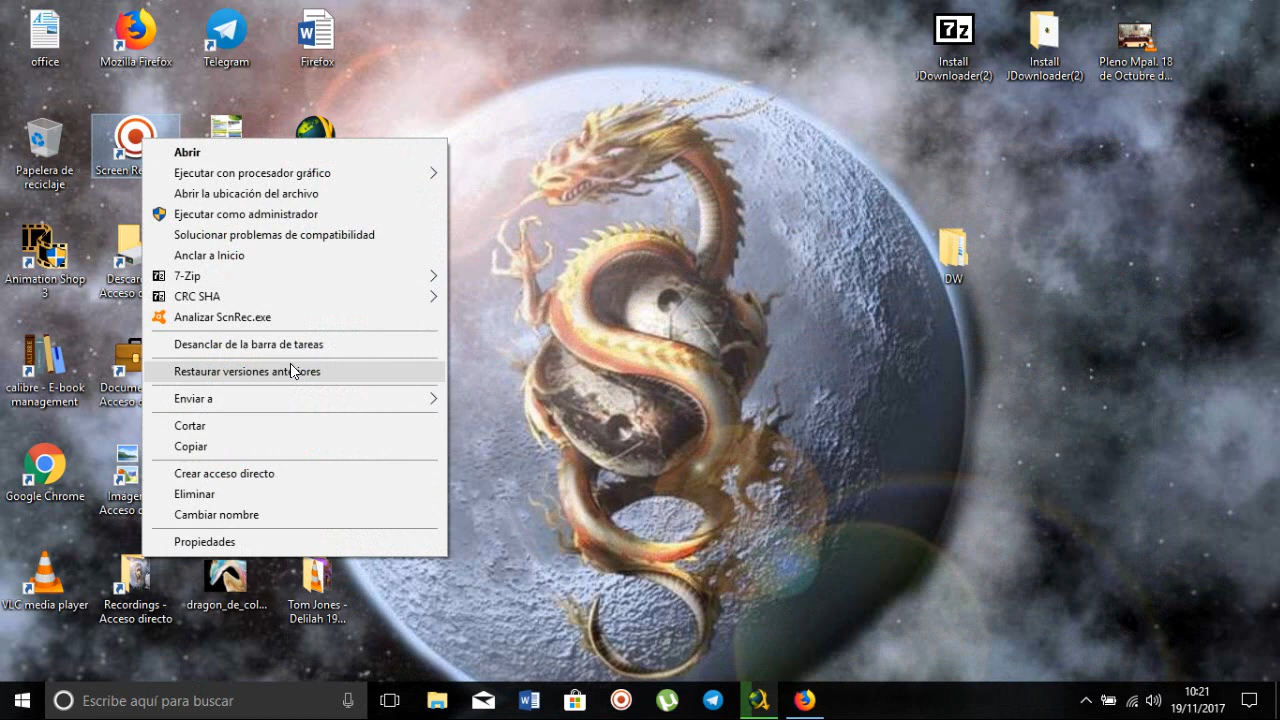 office
Mozilla Firefox
Telegram
Firefox
Install
JDownloader(2)
Install
JDownloader(2)
Pleno Mpal. 18
de Octubre d...
Papelera de
reciclaje
Screen Re
Animation Shop
3
Descar
Acceso
calibre - E-book
management
Docume
Acceso
Google Chrome
Imagen
Acceso
VLC media player
Recordings -
Acceso directo
dragon_de_col...
Tom Jones -
Delilah 19...
DW
Abrir
Ejecutar con procesador gráfico
Abrir la ubicación del archivo
Ejecutar como administrador
Solucionar problemas de compatibilidad
Anclar a Inicio
7-Zip
CRC SHA
Analizar ScnRec.exe
Desanclar de la barra de tareas
Restaurar versiones anteriores
Enviar a
Cortar
Copiar
Crear acceso directo
Eliminar
Cambiar nombre
Propiedades
Escribe aquí para buscar
10:21
19/11/2017